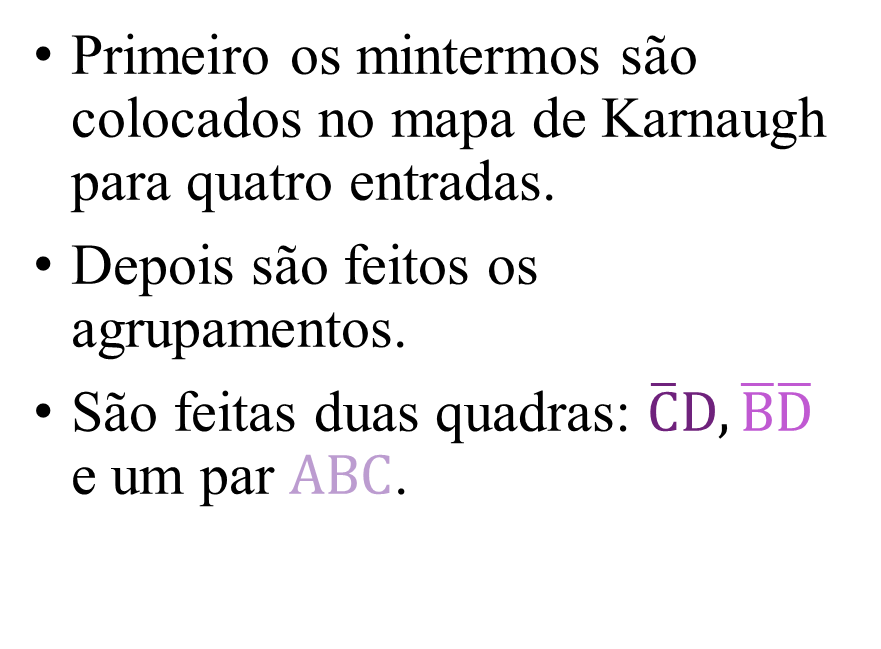 • Primeiro os mintermos são
colocados no mapa de Karnaugh
para quatro entradas.
• Depois são feitos os
agrupamentos.
• São feitas duas quadras: C̅D, B̅D̅
e um par ABC.